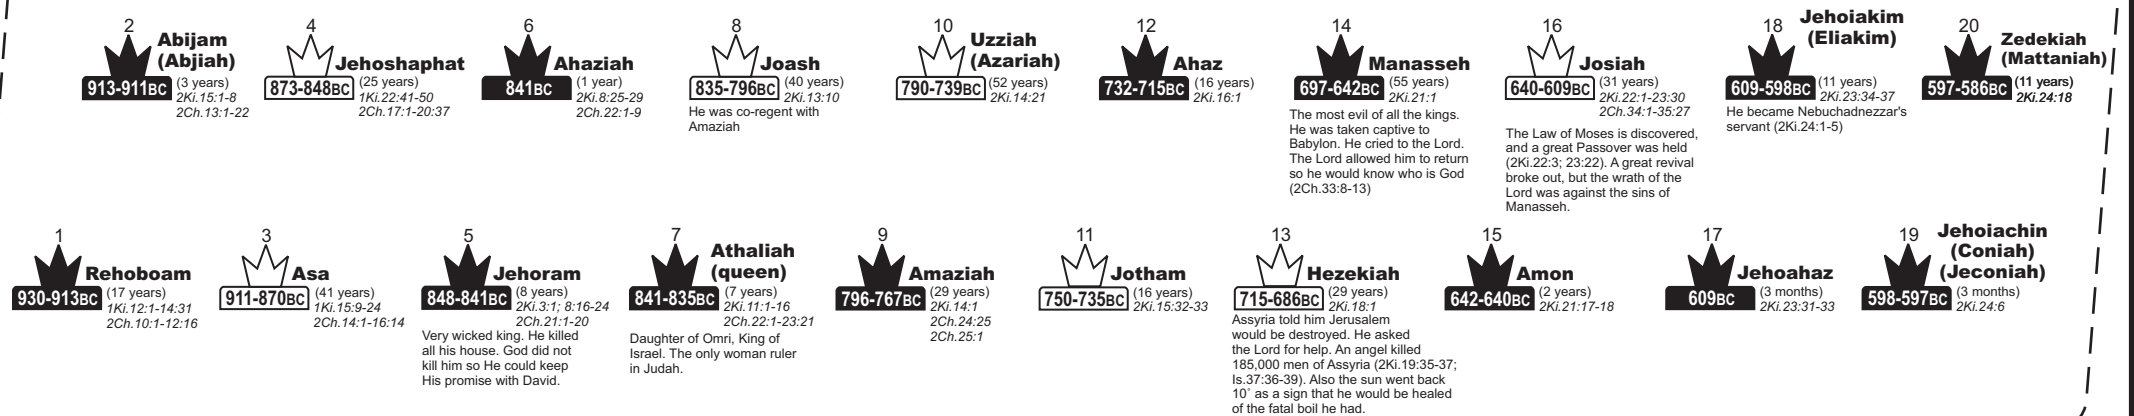 2
Abijam
(Abjiah)
913-911BC (3 years)
2Ki.15:1-8
2Ch.13:1-22
4
Jehoshaphat
873-848BC (25 years)
1Ki.22:41-50
2Ch.17:1-20:37
6
Ahaziah
841BC (1 year)
2Ki.8:25-29
2Ch.22:1-9
8
Joash
835-796BC (40 years)
2Ki.13:10
He was co-regent with
Amaziah
10
Uzziah
(Azariah)
790-739BC (52 years)
2Ki.14:21
12
Ahaz
732-715BC (16 years)
2Ki.16:1
14
Manasseh
697-642BC (55 years)
2Ki.21:1
The most evil of all the kings.
He was taken captive to
Babylon. He cried to the Lord.
The Lord allowed him to return
so he would know who is God
(2Ch.33:8-13)
16
Josiah
640-609BC (31 years)
2Ki.22:1-23:30
2Ch.34:1-35:27
The Law of Moses is discovered,
and a great Passover was held
(2Ki.22:3; 23:22). A great revival
broke out, but the wrath of the
Lord was against the sins of
Manasseh.
18
Jehoiakim
(Eliakim)
609-598BC (11 years)
2Ki.23:34-37
He became Nebuchadnezzar's
servant (2Ki.24:1-5)
20
Zedekiah
(Mattaniah)
597-586BC (11 years)
2Ki.24:18
1
Rehoboam
930-913BC (17 years)
1Ki.12:1-14:31
2Ch.10:1-12:16
3
Asa
911-870BC (41 years)
1Ki.15:9-24
2Ch.14:1-16:14
5
Jehoram
848-841BC (8 years)
2Ki.3:1; 8:16-24
2Ch.21:1-20
Very wicked king. He killed
all his house. God did not
kill him so He could keep
His promise with David.
7
Athaliah
(queen)
841-835BC (7 years)
2Ki.11:1-16
2Ch.22:1-23:21
Daughter of Omri, King of
Israel. The only woman ruler
in Judah.
9
Amaziah
796-767BC (29 years)
2Ki.14:1
2Ch.24:25
2Ch.25:1
11
Jotham
750-735BC (16 years)
2Ki.15:32-33
13
Hezekiah
715-686BC (29 years)
2Ki.18:1
Assyria told him Jerusalem
would be destroyed. He asked
the Lord for help. An angel killed
185,000 men of Assyria (2Ki.19:35-37;
Is.37:36-39). Also the sun went back
10˚ as a sign that he would be healed
of the fatal boil he had.
15
Amon
642-640BC (2 years)
2Ki.21:17-18
17
Jehoahaz
609BC (3 months)
2Ki.23:31-33
19
Jehoiachin
(Coniah)
(Jeconiah)
598-597BC (3 months)
2Ki.24:6